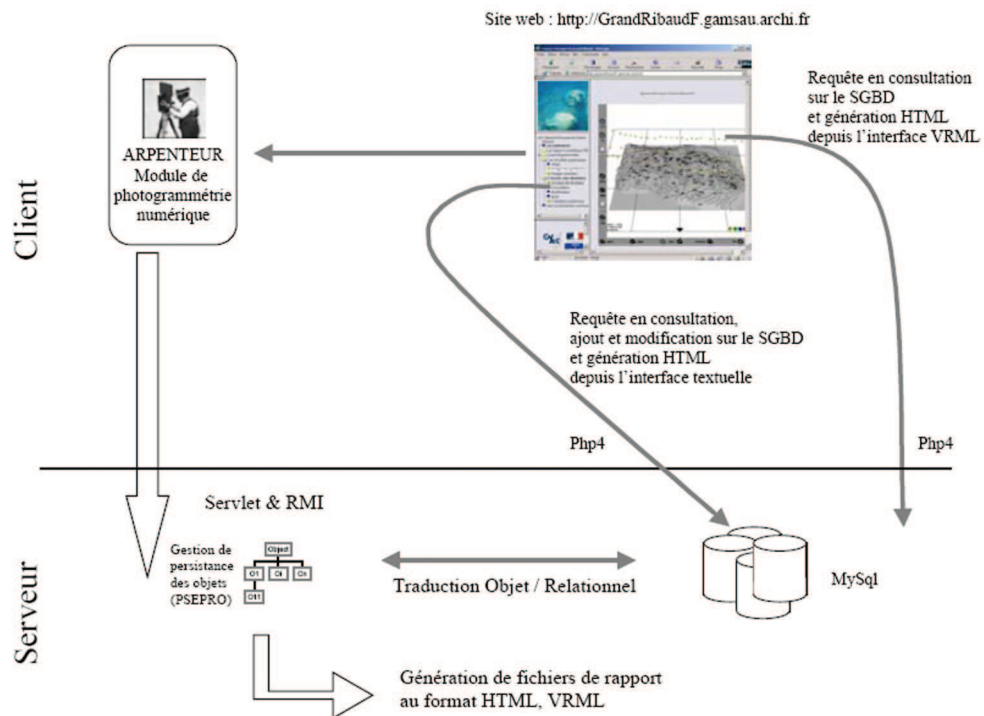 Site web : http://GrandRibaudF.gamsau.archi.fr
Client
ARPENTEUR
Module de
photogrammétrie
numérique
Requête en consultation
sur le SGBD
et génération HTML
depuis l’interface VRML
Requête en consultation,
ajout et modification sur le SGBD
et génération HTML
depuis l’interface textuelle
Php4
Php4
Serveur
Servlet & RMI
Gestion de
persistance
des objets
(PSEPRO)
Object
O1
Oi
On
O11
Traduction Objet / Relationnel
MySql
Génération de fichiers de rapport
au format HTML, VRML